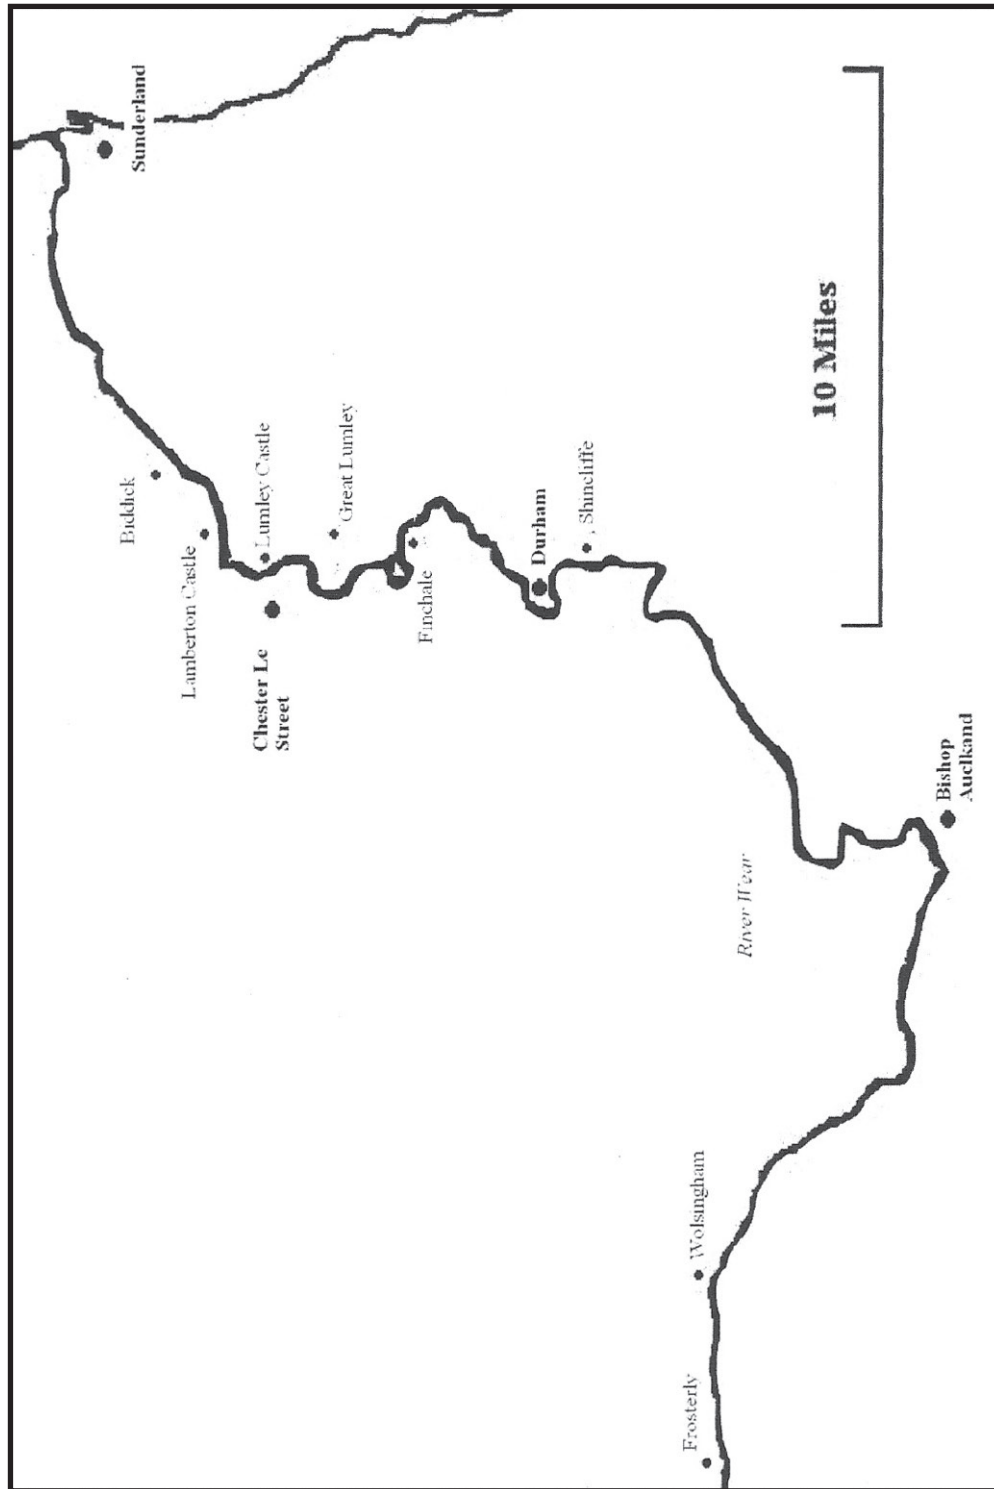 Sunderland
Biddick
Lamberton Castle
Lumley Castle
Chester Le
Street
Great Lumley
Finchale
Durham
Shincliffe
10 Miles
River Wear
Bishop
Auclkand
Wolsingham
Frosterly